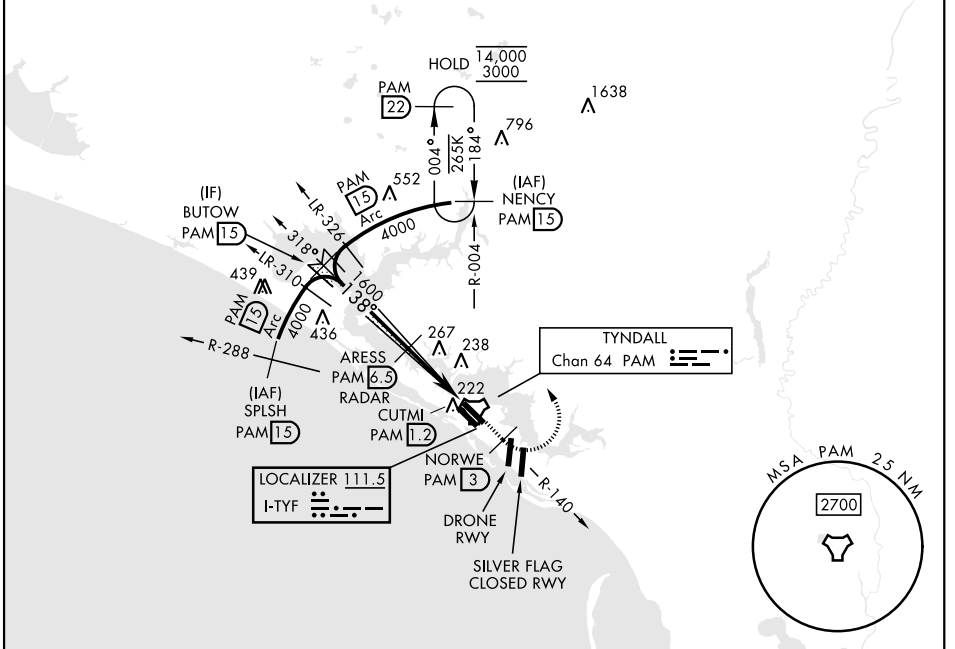 HOLD 14,000
3000
PAM
22
1638
796
004°
265K
184°
(IAF)
NENCY
PAM 15
PAM
15
Arc
552
4000
(IF)
BUTOW
PAM 15
LR-326
318°
LR-310
R-004
439
PAM
15
Arc
4000
1600
138°
436
267
238
R-288
ARESS
PAM 6.5
RADAR
TYNDALL
Chan 64 PAM
(IAF)
SPLSH
PAM 15
222
CUTMI
PAM 1.2
NORWE
PAM 3
LOCALIZER 111.5
I-TYF
R-140
DRONE
RWY
SILVER FLAG
CLOSED RWY
MSA PAM 25 NM
2700